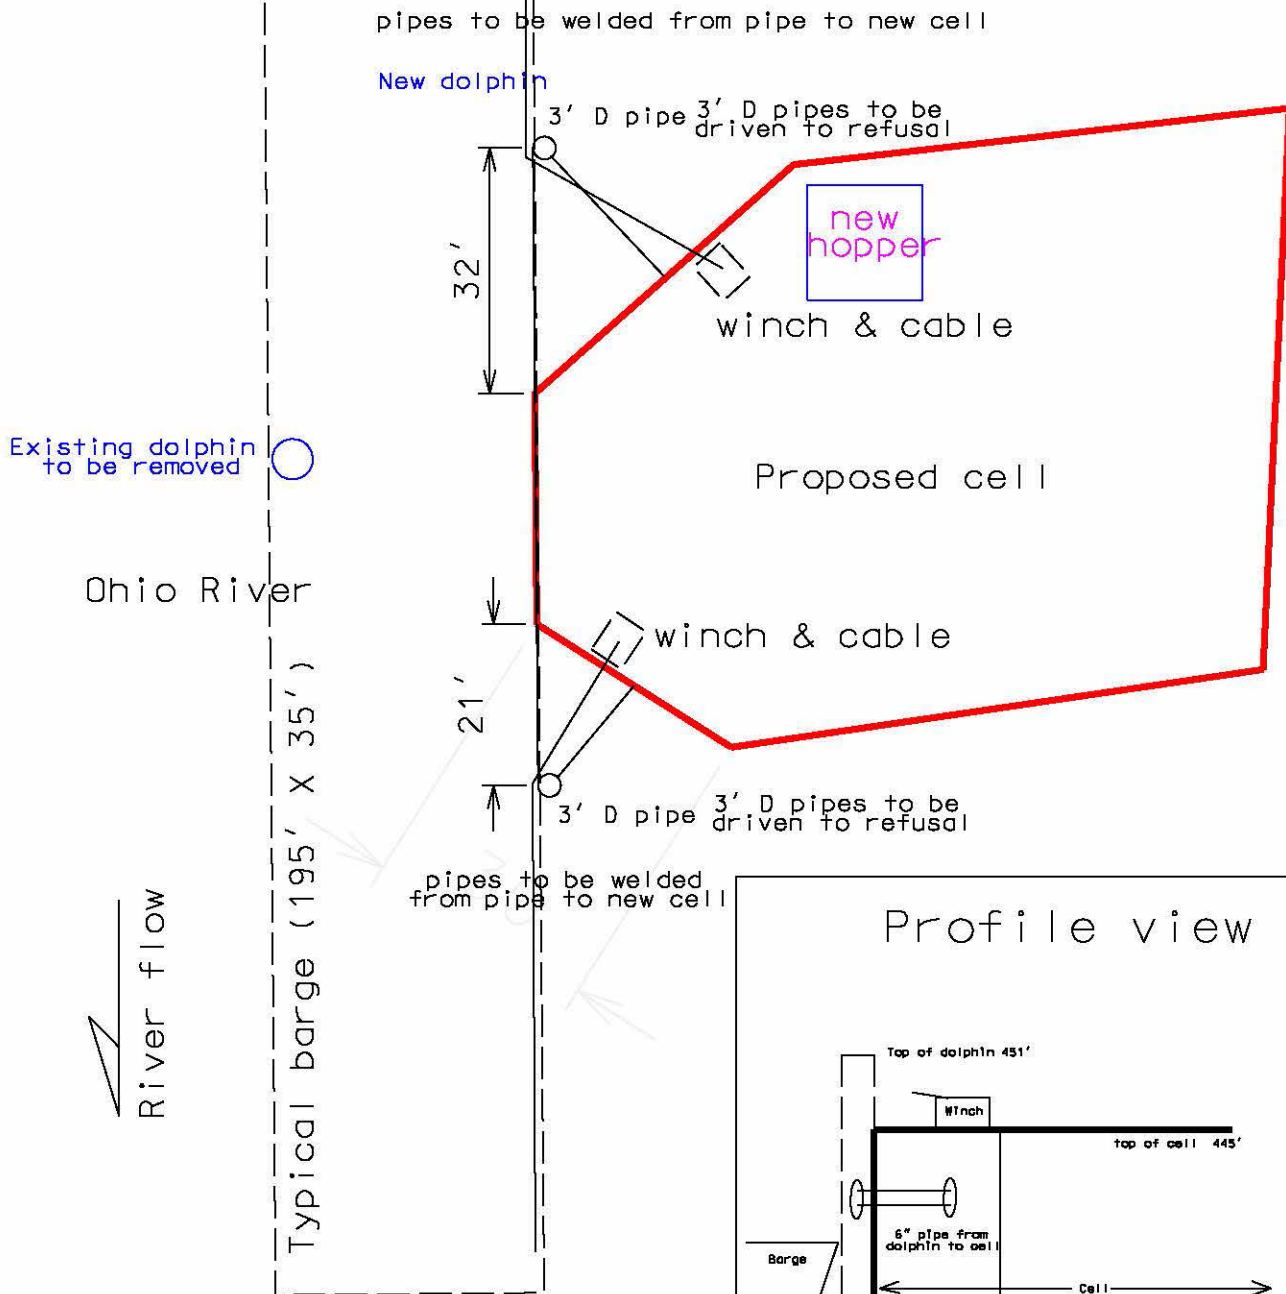 pipes to be welded from pipe to new cell
New dolphin
3' D pipe
3' D pipes to be
driven to refusal
new
hopper
32'
winch & cable
Existing dolphin
to be removed
Proposed cell
Ohio River
winch & cable
21'
3' D pipe
3' D pipes to be
driven to refusal
pipes to be welded
from pipe to new cell
Typical barge (195' X 35')
River flow
Profile view
Top of dolphin 451'
Winch
top of cell 445'
6" pipe from
dolphin to cell
Barge
Cell